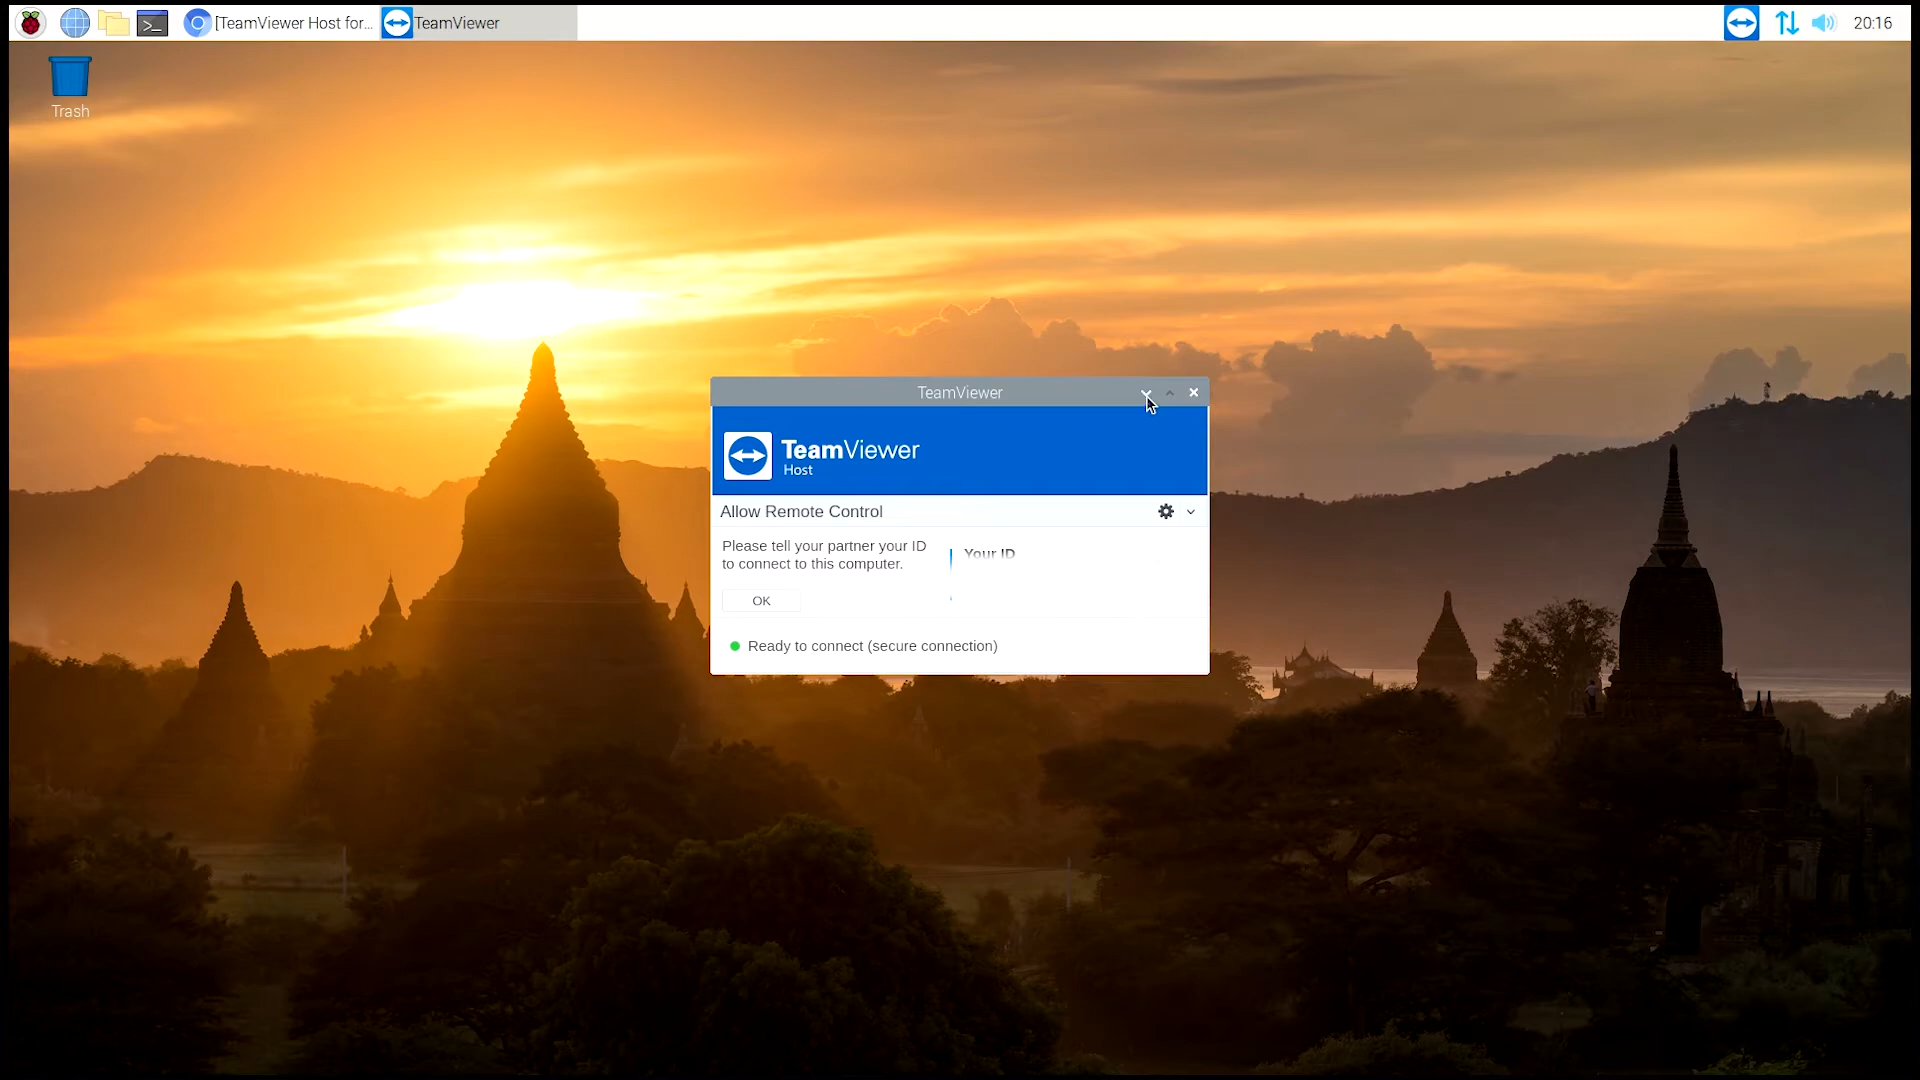 [TeamViewer Host for...
TeamViewer
20:16
Trash
TeamViewer
TeamViewer
Host
Allow Remote Control
Please tell your partner your ID
to connect to this computer.
Your ID
OK
Ready to connect (secure connection)